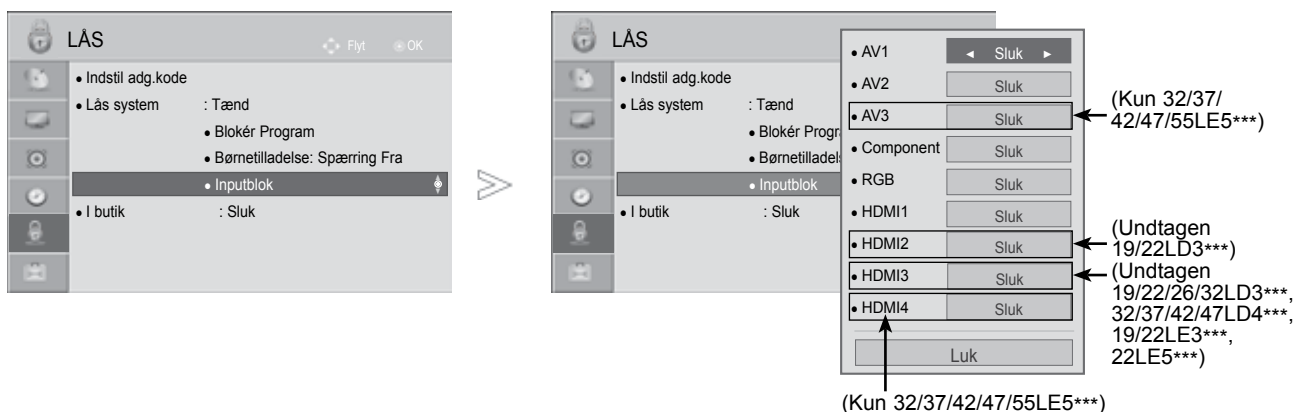 LÅS
Flyt OK
• Indstil adg.kode
• Lås system : Tænd
• Blokér Program
• Børnetilladelse: Spærring Fra
• Inputblok
• I butik : Sluk
LÅS
• Indstil adg.kode
• Lås system : Tænd
• Blokér Progr
• Børnetilladel
• Inputblok
• I butik : Sluk
• AV1 ◄ Sluk ►
• AV2 Sluk
• AV3 Sluk
• Component Sluk
• RGB Sluk
• HDMI1 Sluk
• HDMI2 Sluk
• HDMI3 Sluk
• HDMI4 Sluk
Luk
(Kun 32/37/
42/47/55LE5***)
(Undtagen
19/22LD3***)
(Undtagen
19/22/26/32LD3***,
32/37/42/47LD4***,
19/22LE3***,
22LE5***)
(Kun 32/37/42/47/55LE5***)